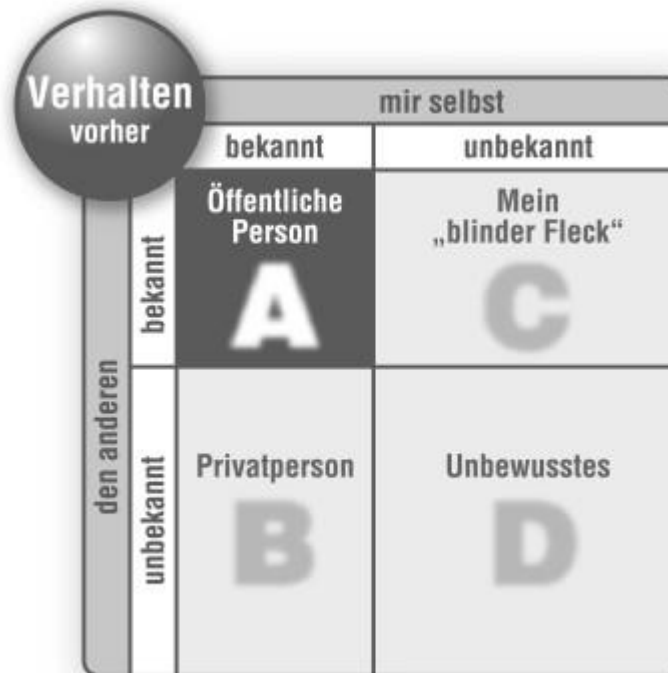 Verhalten
vorher
mir selbst
bekannt
unbekannt
den anderen
bekannt
Öffentliche
Person
A
Mein
„blinder Fleck“
C
unbekannt
Privatperson
B
Unbewusstes
D